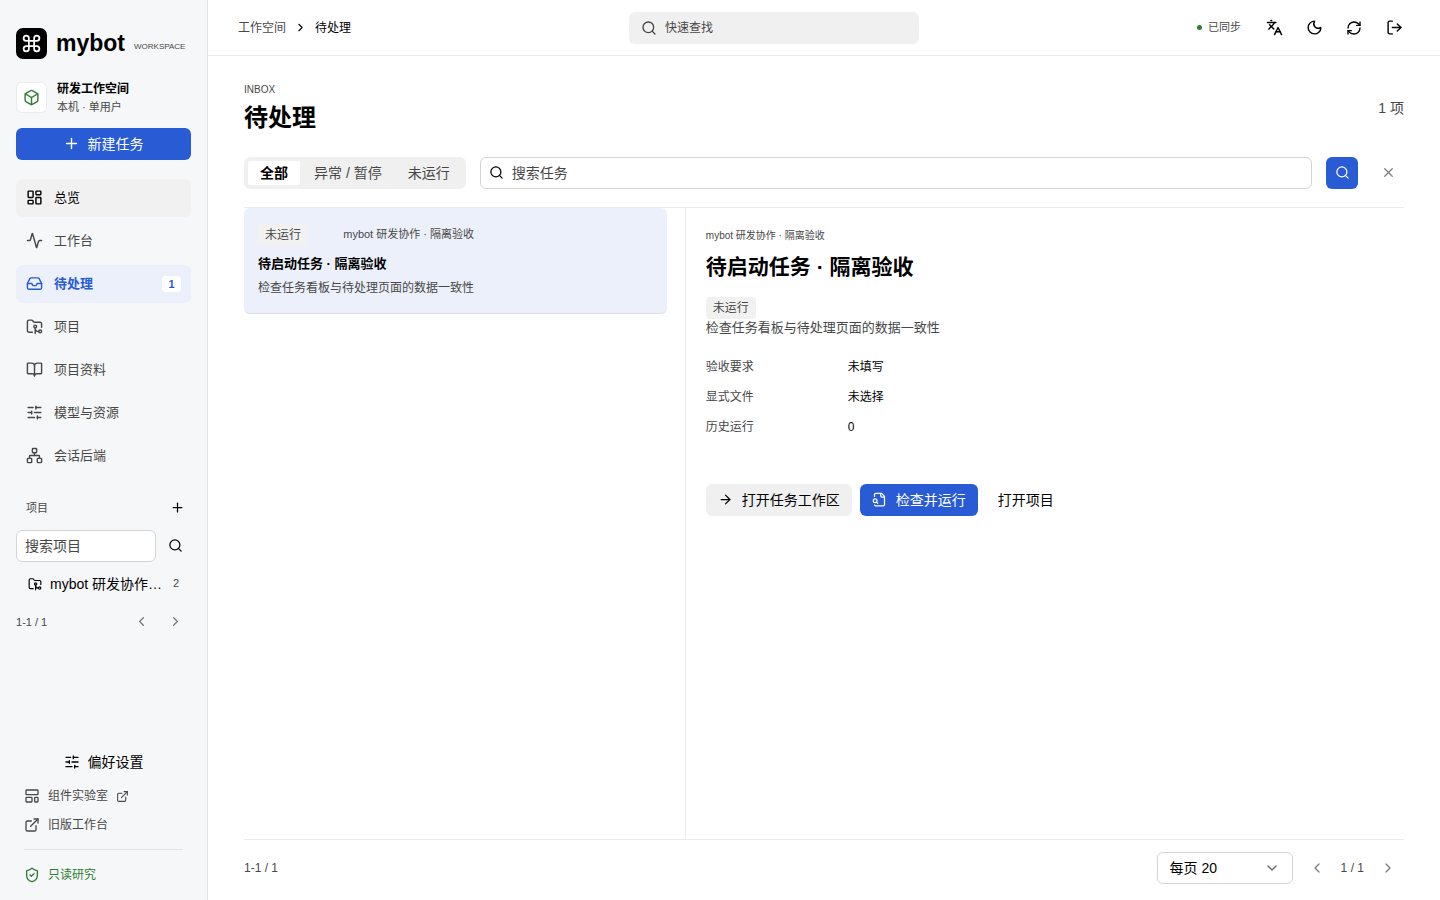 mybot WORKSPACE
研发工作空间
本机 · 单用户
新建任务
总览
工作台
待处理 1
项目
项目资料
模型与资源
会话后端
项目
搜索项目
mybot 研发协作… 2
1-1 / 1
偏好设置
组件实验室
旧版工作台
只读研究
工作空间 待处理
快速查找
已同步
INBOX
待处理
1 项
全部 异常 / 暂停 未运行
搜索任务
未运行 mybot 研发协作 · 隔离验收
待启动任务 · 隔离验收
检查任务看板与待处理页面的数据一致性
mybot 研发协作 · 隔离验收
待启动任务 · 隔离验收
未运行
检查任务看板与待处理页面的数据一致性
验收要求 未填写
显式文件 未选择
历史运行 0
打开任务工作区 检查并运行 打开项目
1-1 / 1
每页 20
1 / 1